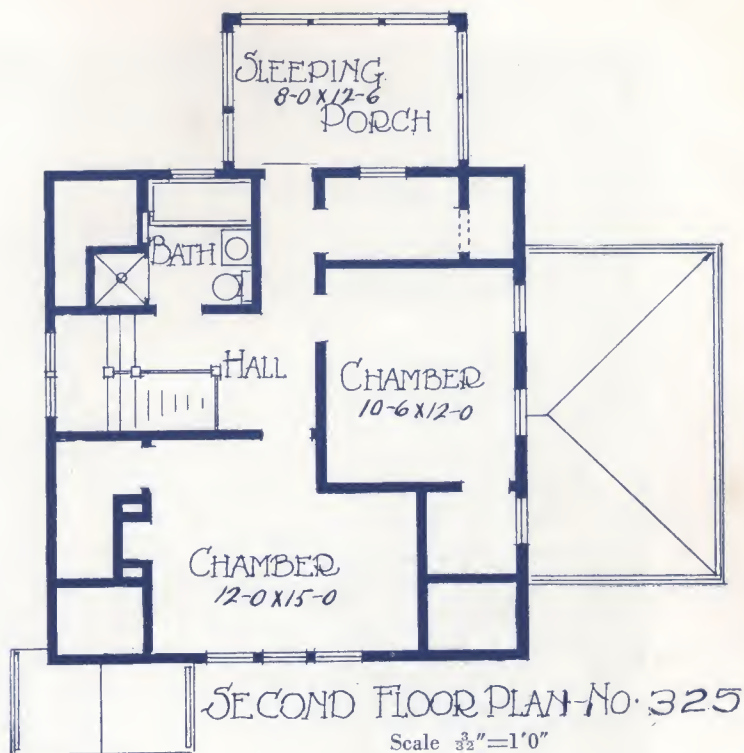 SLEEPING
8-0 X 12-6
PORCH
BATH
HALL
CHAMBER
10-6 X 12-0
CHAMBER
12-0 X 15-0
SECOND FLOOR PLAN-NO. 325
Scale 3/32"=1'0"